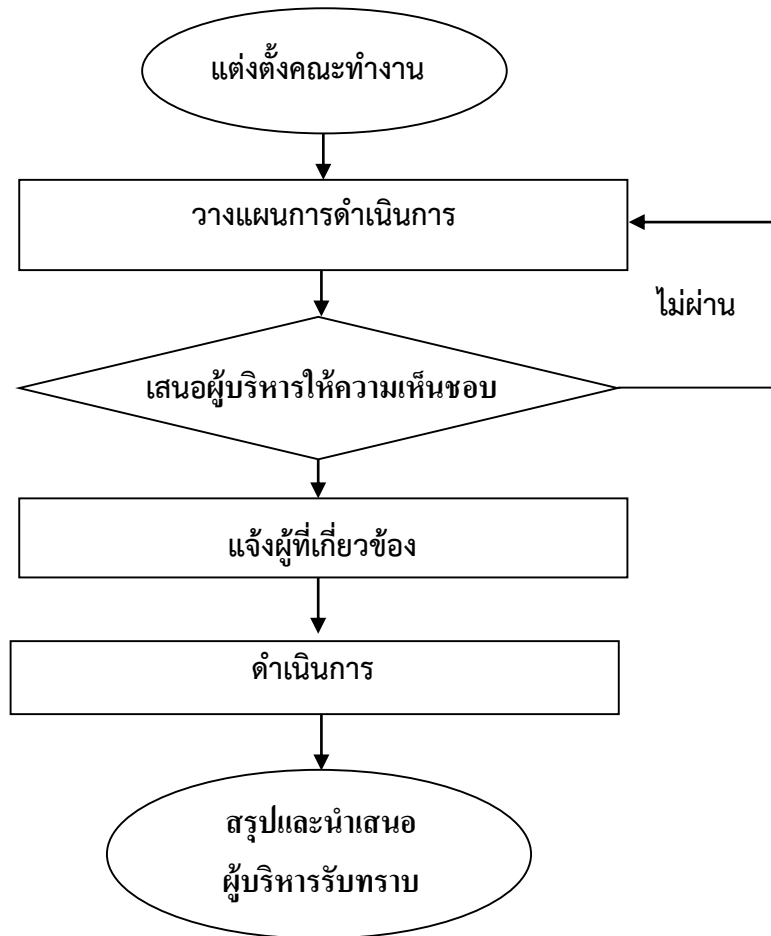 แต่งตั้งคณะทำงาน
วางแผนการดำเนินการ
ไม่ผ่าน
เสนอผู้บริหารให้ความเห็นชอบ
แจ้งผู้ที่เกี่ยวข้อง
ดำเนินการ
สรุปและนำเสนอ
ผู้บริหารรับทราบ